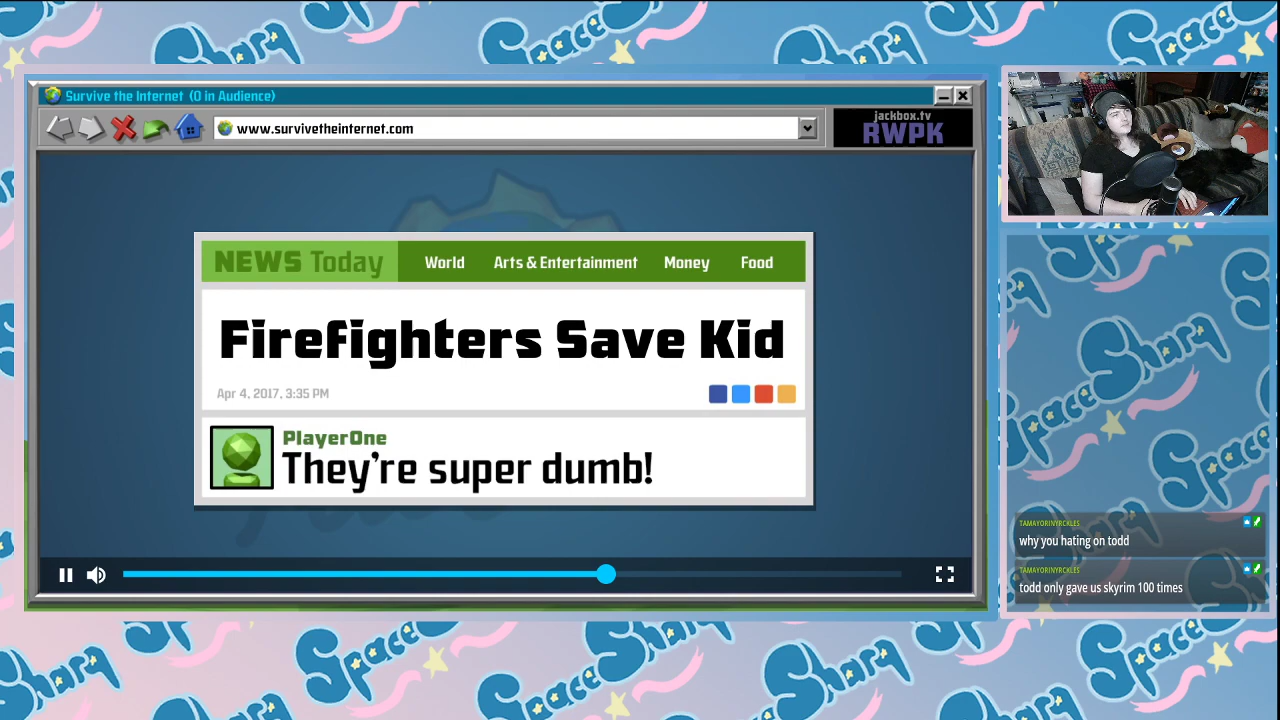 Survive the Internet (0 in Audience)
www.survivetheinternet.com
jackbox.tv
RWPK
NEWS Today World Arts & Entertainment Money Food
Firefighters Save Kid
Apr 4, 2017, 3:35 PM
PlayerOne
They're super dumb!
TAMAYORINYRCKLES
why you hating on todd
TAMAYORINYRCKLES
todd only gave us skyrim 100 times
Space Sharq